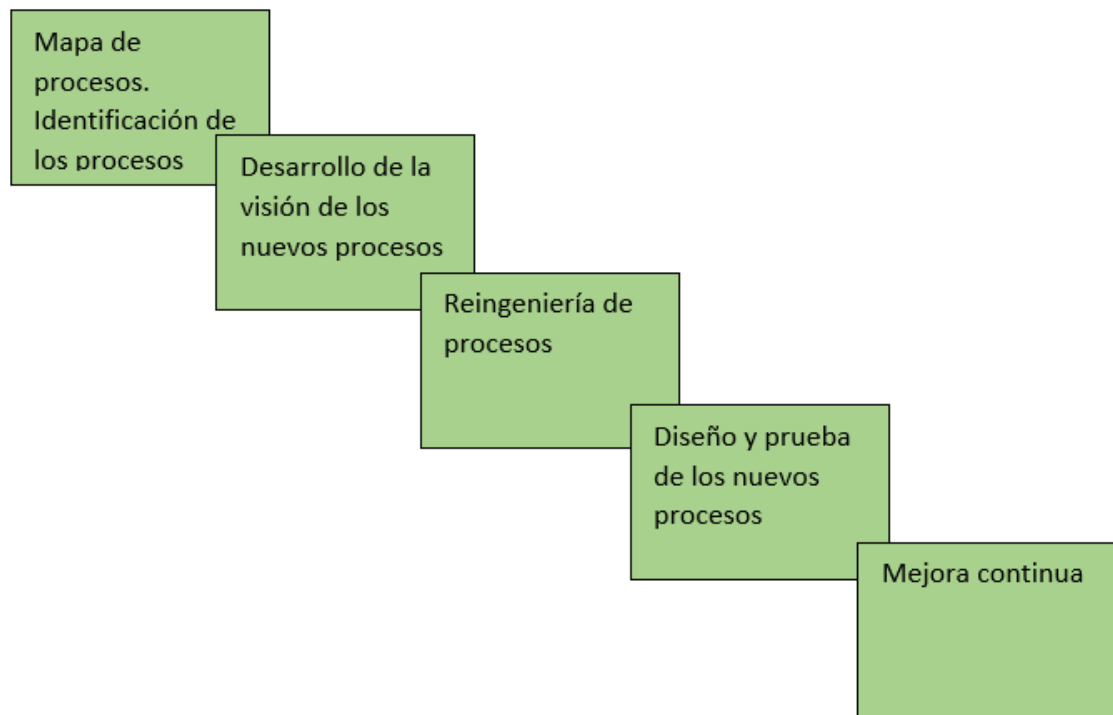 Mapa de
procesos.
Identificación de
los procesos
Desarrollo de la
visión de los
nuevos procesos
Reingeniería de
procesos
Diseño y prueba
de los nuevos
procesos
Mejora continua